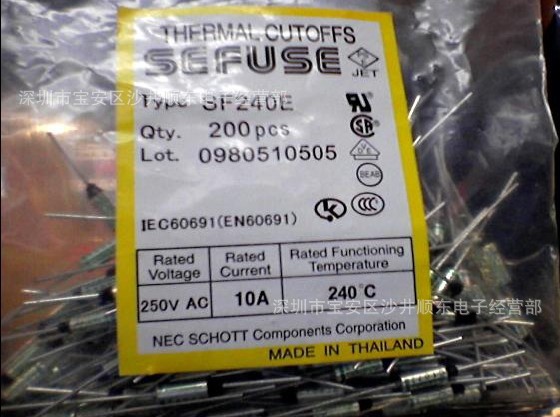 THERMAL CUTOFFS
SEFUSE
JET
Type SF240E
深圳市宝安区沙井顺东电子经营部
Qty. 200pcs
Lot. 0980510505
VDE
BEAB
IEC60691(EN60691)
Rated Voltage
Rated Current
Rated Functioning Temperature
250V AC
10A
240°C
深圳市宝安区沙井顺东电子经营部
NEC SCHOTT Components Corporation
MADE IN THAILAND